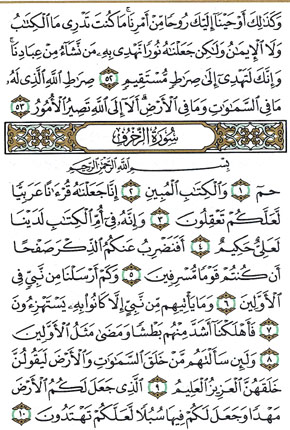 وَكَذَٰلِكَ أَوْحَيْنَآ إِلَيْكَ رُوحًا مِّنْ أَمْرِنَا ۚ مَا كُنتَ تَدْرِى مَا ٱلْكِتَٰبُ
وَلَا ٱلْإِيمَٰنُ وَلَٰكِن جَعَلْنَٰهُ نُورًا نَّهْدِى بِهِۦ مَن نَّشَآءُ مِنْ عِبَادِنَا ۚ
وَإِنَّكَ لَتَهْدِىٓ إِلَىٰ صِرَٰطٍ مُّسْتَقِيمٍ ٥٢ صِرَٰطِ ٱللَّهِ ٱلَّذِى لَهُۥ
مَا فِى ٱلسَّمَٰوَٰتِ وَمَا فِى ٱلْأَرْضِ ۗ أَلَآ إِلَى ٱللَّهِ تَصِيرُ ٱلْأُمُورُ ٥٣
سُورَةُ الزُّخْرُفِ
بِسْمِ ٱللَّهِ ٱلرَّحْمَٰنِ ٱلرَّحِيمِ
حمٓ ١ وَٱلْكِتَٰبِ ٱلْمُبِينِ ٢ إِنَّا جَعَلْنَٰهُ قُرْءَٰنًا عَرَبِيًّا
لَّعَلَّكُمْ تَعْقِلُونَ ٣ وَإِنَّهُۥ فِىٓ أُمِّ ٱلْكِتَٰبِ لَدَيْنَا
لَعَلِىٌّ حَكِيمٌ ٤ أَفَنَضْرِبُ عَنكُمُ ٱلذِّكْرَ صَفْحًا
أَن كُنتُمْ قَوْمًا مُّسْرِفِينَ ٥ وَكَمْ أَرْسَلْنَا مِن نَّبِىٍّ فِى
ٱلْأَوَّلِينَ ٦ وَمَا يَأْتِيهِم مِّن نَّبِىٍّ إِلَّا كَانُوا۟ بِهِۦ يَسْتَهْزِءُونَ
٧ فَأَهْلَكْنَآ أَشَدَّ مِنْهُم بَطْشًا وَمَضَىٰ مَثَلُ ٱلْأَوَّلِينَ
٨ وَلَئِن سَأَلْتَهُم مَّنْ خَلَقَ ٱلسَّمَٰوَٰتِ وَٱلْأَرْضَ لَيَقُولُنَّ
خَلَقَهُنَّ ٱلْعَزِيزُ ٱلْعَلِيمُ ٩ ٱلَّذِى جَعَلَ لَكُمُ ٱلْأَرْضَ
مَهْدًا وَجَعَلَ لَكُمْ فِيهَا سُبُلًا لَّعَلَّكُمْ تَهْتَدُونَ ١٠